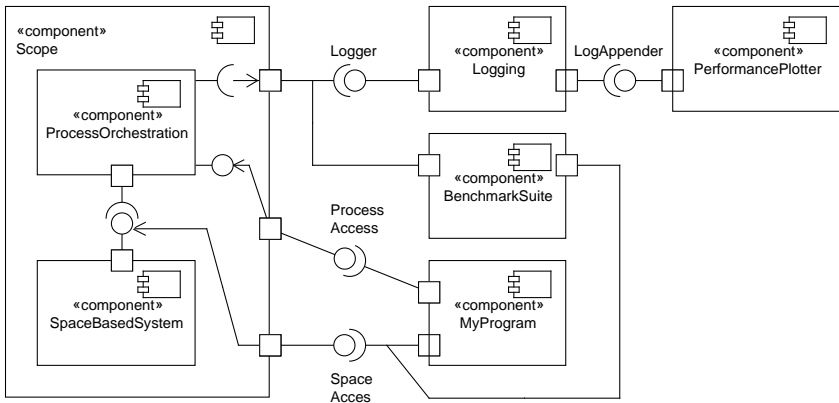 «component»
Scope
«component»
ProcessOrchestration
«component»
SpaceBasedSystem
Logger
«component»
Logging
LogAppender
«component»
PerformancePlotter
«component»
BenchmarkSuite
Process
Access
«component»
MyProgram
Space
Acces